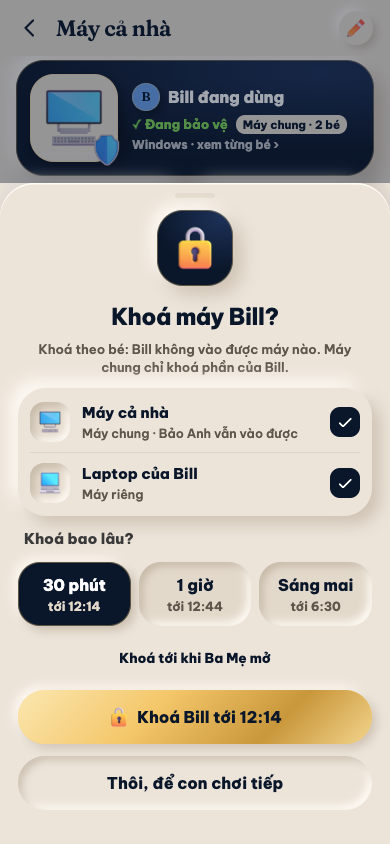 Máy cả nhà
B Bill đang dùng
✓ Đang bảo vệ Máy chung · 2 bé
Windows · xem từng bé ›
Khoá máy Bill?
Khoá theo bé: Bill không vào được máy nào. Máy
chung chỉ khoá phần của Bill.
Máy cả nhà
Máy chung · Bảo Anh vẫn vào được
Laptop của Bill
Máy riêng
Khoá bao lâu?
30 phút
tới 12:14
1 giờ
tới 12:44
Sáng mai
tới 6:30
Khoá tới khi Ba Mẹ mở
Khoá Bill tới 12:14
Thôi, để con chơi tiếp